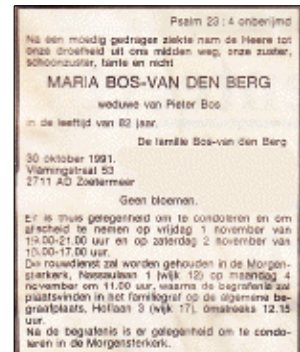 Psalm 23 : 4 onberijmd
Na een moedig gedragen ziekte nam de Heere tot
onze droefheid uit ons midden weg, onze zuster,
schoonzuster, tante en nicht
MARIA BOS-VAN DEN BERG
weduwe van Pieter Bos
in de leeftijd van 82 jaar.
De familie Bos-van den Berg
30 oktober 1991.
Vlamingstraat 53
2711 AD Zoetermeer
Geen bloemen.
Er is thuis gelegenheid om te condoleren en om
afscheid te nemen op vrijdag 1 november van
19.00-21.00 uur en op zaterdag 2 november van
-17.00 uur.
De rouwdienst zal worden gehouden in de Morgen-
sterkerk, Nassaulaan 1 (wijk 12) op maandag 4
november om 11.00 uur, waarna de begrafenis zal
plaatsvinden in het familiegraf op de algemene be-
graafplaats, Hoflaan 3 (wijk 17), omstreeks 12.15
uur.
Na de begrafenis is er gelegenheid om te condo-
leren in de Morgensterkerk.